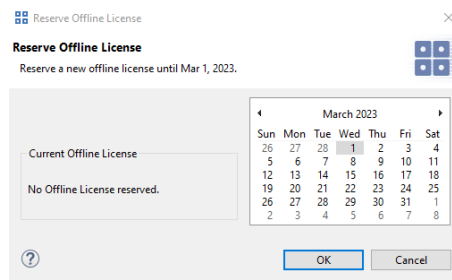 Reserve Offline License
Reserve Offline License
Reserve a new offline license until Mar 1, 2023.
Current Offline License
No Offline License reserved.
March 2023
Sun Mon Tue Wed Thu Fri Sat
26 27 28 1 2 3 4
5 6 7 8 9 10 11
12 13 14 15 16 17 18
19 20 21 22 23 24 25
26 27 28 29 30 31 1
2 3 4 5 6 7 8
?
OK Cancel